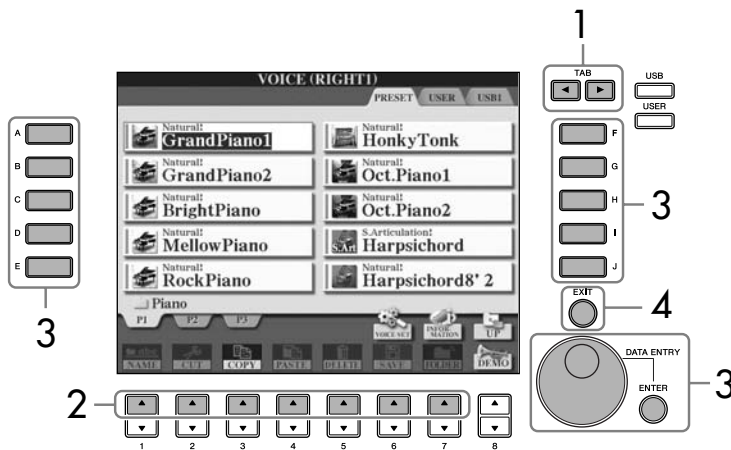 1
TAB
USB
USER
VOICE (RIGHT1)
PRESET USER USB1
A
B
C
D
E
3
Natural!
GrandPiano1
Natural!
GrandPiano2
Natural!
BrightPiano
Natural!
MellowPiano
Natural!
RockPiano
Natural!
HonkyTonk
Natural!
Oct.Piano1
Natural!
Oct.Piano2
S.Articulation!
S.Art
Harpsichord
Natural!
Harpsichord8' 2
Piano
P1 P2 P3
VOICE SET INFOR-MATION UP
NAME CUT COPY PASTE DELETE SAVE FOLDER DEMO
F
G
H
I
J
3
EXIT
4
DATA ENTRY
ENTER
3
2
1 2 3 4 5 6 7 8